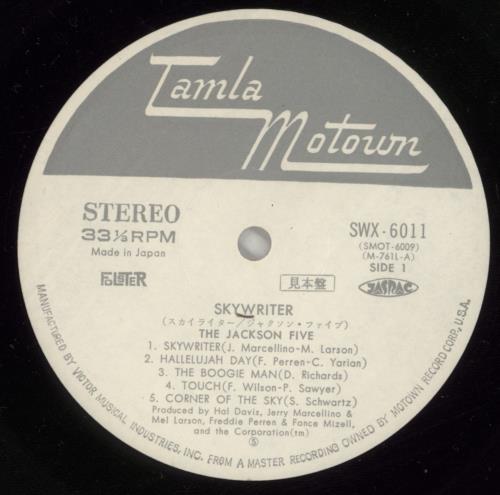 Tamla
Motown
STEREO
33⅓RPM
Made in Japan
SWX-6011
(SMOT-6009)
(M-761L-A)
SIDE 1
見本盤
JASRAC
SKYWRITER
(スカイライター/ジャクソン・ファイブ)
THE JACKSON FIVE
1. SKYWRITER(J. Marcellino-M. Larson)
2. HALLELUJAH DAY(F. Perren-C. Yarian)
3. THE BOOGIE MAN(D. Richards)
4. TOUCH(F. Wilson-P. Sawyer)
5. CORNER OF THE SKY(S. Schwartz)
Produced by Hal Davis, Jerry Marcellino &
Mel Larson, Freddie Perren & Fonce Mizell,
and the Corporation(tm)
MANUFACTURED BY VICTOR MUSICAL INDUSTRIES, INC. FROM A MASTER RECORDING OWNED BY MOTOWN RECORD CORP., U.S.A.